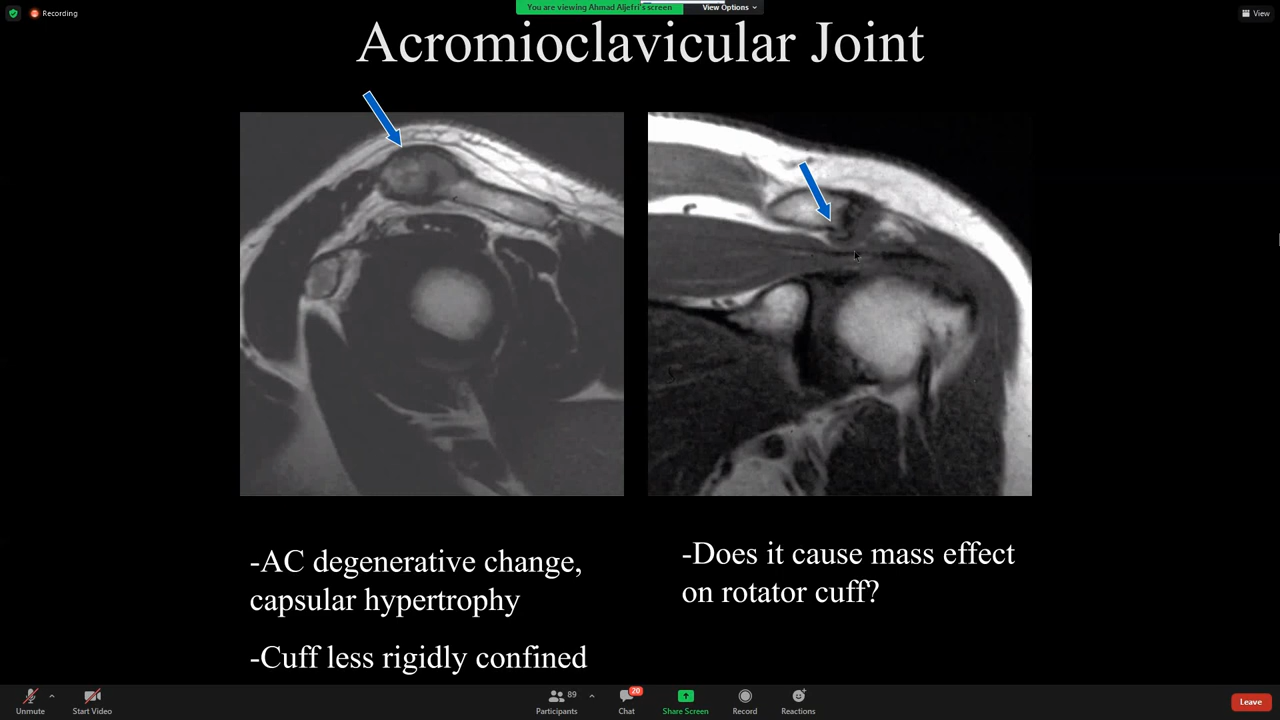 You are viewing Ahmad Aljefri's screen
View Options
Recording
View
Acromioclavicular Joint
-AC degenerative change,
capsular hypertrophy
-Cuff less rigidly confined
-Does it cause mass effect
on rotator cuff?
Unmute
Start Video
89
Participants
20
Chat
Share Screen
Record
Reactions
Leave